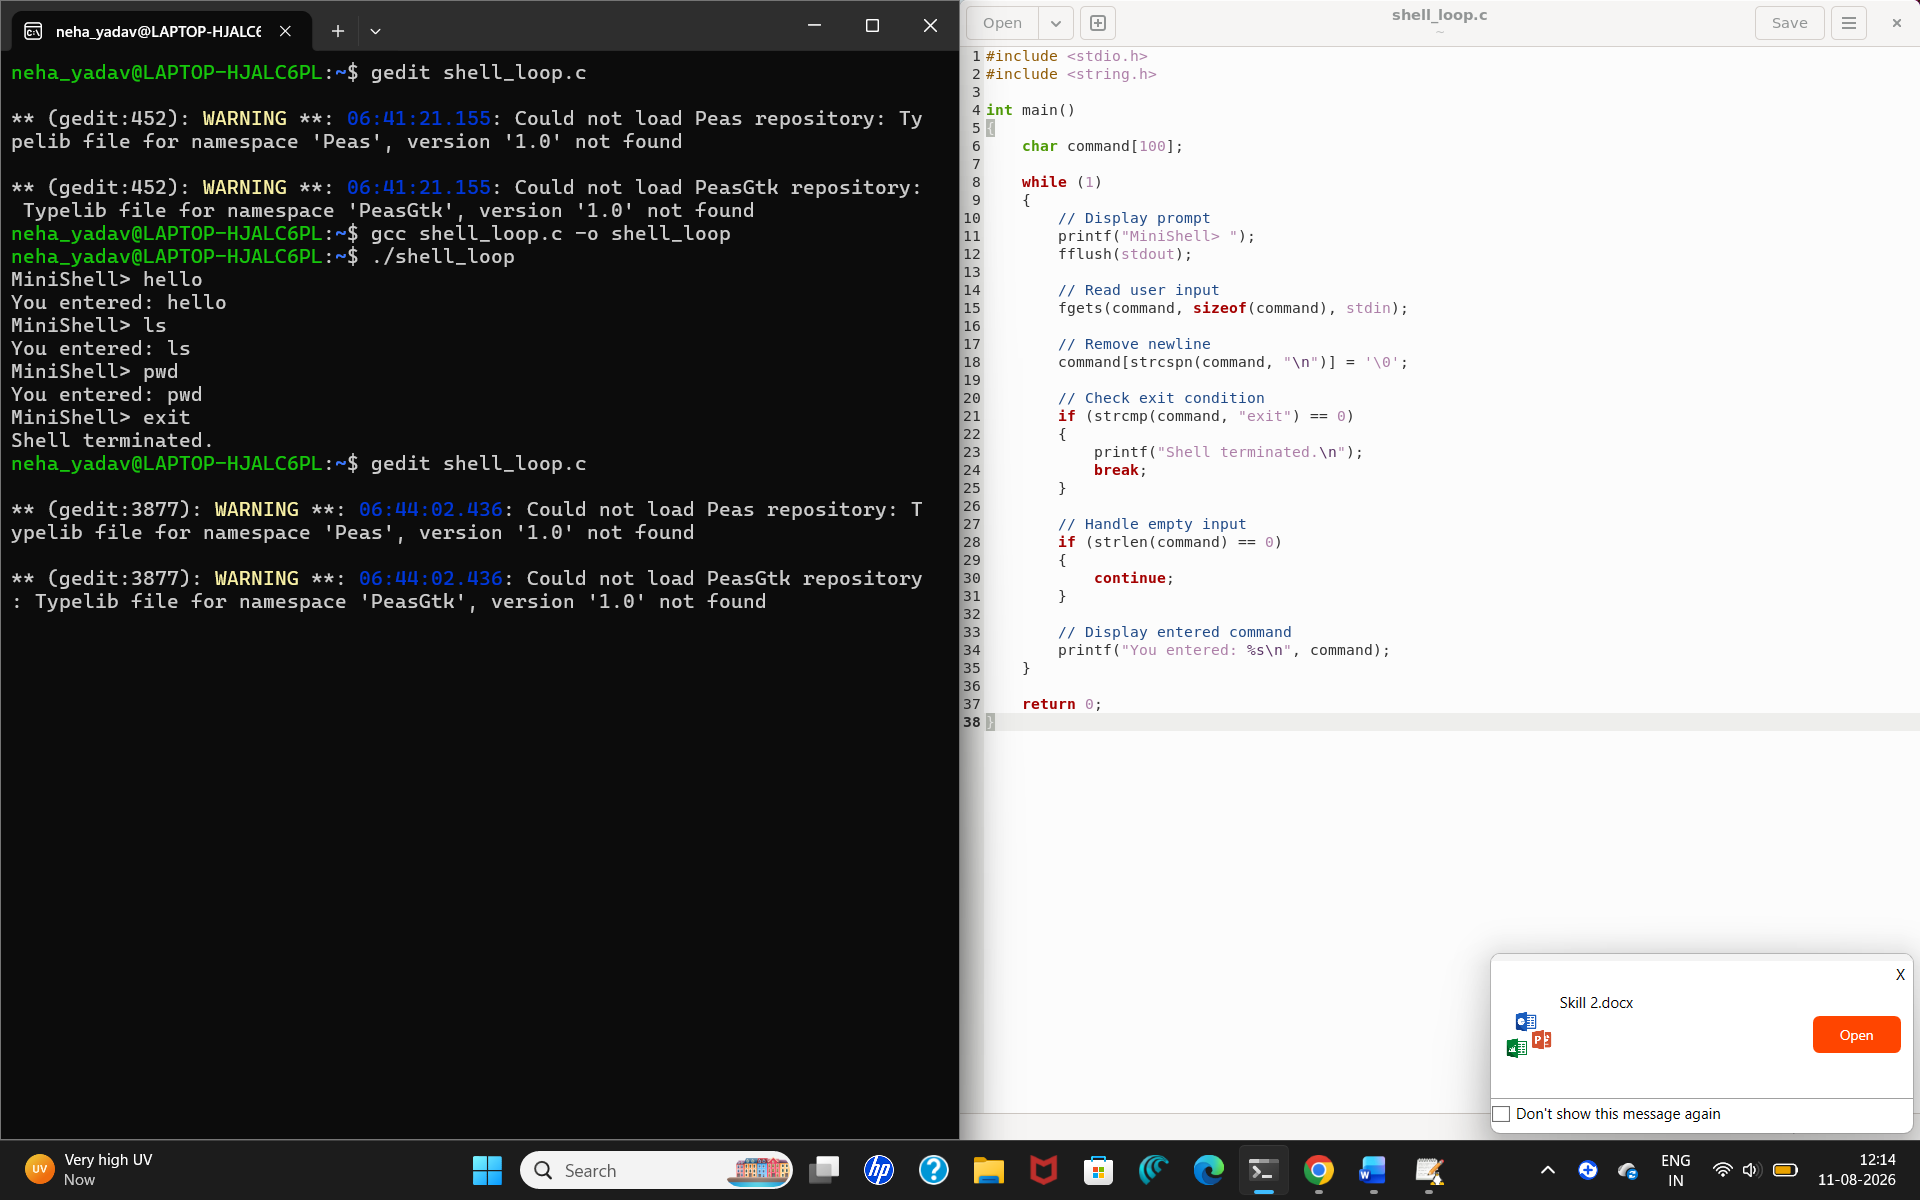 neha_yadav@LAPTOP-HJALC6
neha_yadav@LAPTOP-HJALC6PL:~$ gedit shell_loop.c
** (gedit:452): WARNING **: 06:41:21.155: Could not load Peas repository: Ty
pelib file for namespace 'Peas', version '1.0' not found
** (gedit:452): WARNING **: 06:41:21.155: Could not load PeasGtk repository:
 Typelib file for namespace 'PeasGtk', version '1.0' not found
neha_yadav@LAPTOP-HJALC6PL:~$ gcc shell_loop.c -o shell_loop
neha_yadav@LAPTOP-HJALC6PL:~$ ./shell_loop
MiniShell> hello
You entered: hello
MiniShell> ls
You entered: ls
MiniShell> pwd
You entered: pwd
MiniShell> exit
Shell terminated.
neha_yadav@LAPTOP-HJALC6PL:~$ gedit shell_loop.c
** (gedit:3877): WARNING **: 06:44:02.436: Could not load Peas repository: T
ypelib file for namespace 'Peas', version '1.0' not found
** (gedit:3877): WARNING **: 06:44:02.436: Could not load PeasGtk repository
: Typelib file for namespace 'PeasGtk', version '1.0' not found
Open
shell_loop.c
~
Save
1 #include <stdio.h>
2 #include <string.h>
3
4 int main()
5 {
6     char command[100];
7
8     while (1)
9     {
10         // Display prompt
11         printf("MiniShell> ");
12         fflush(stdout);
13
14         // Read user input
15         fgets(command, sizeof(command), stdin);
16
17         // Remove newline
18         command[strcspn(command, "\n")] = '\0';
19
20         // Check exit condition
21         if (strcmp(command, "exit") == 0)
22         {
23             printf("Shell terminated.\n");
24             break;
25         }
26
27         // Handle empty input
28         if (strlen(command) == 0)
29         {
30             continue;
31         }
32
33         // Display entered command
34         printf("You entered: %s\n", command);
35     }
36
37     return 0;
38 }
X
Skill 2.docx
Open
Don't show this message again
UV
Very high UV
Now
Search
hp
ENG
IN
12:14
11-08-2026